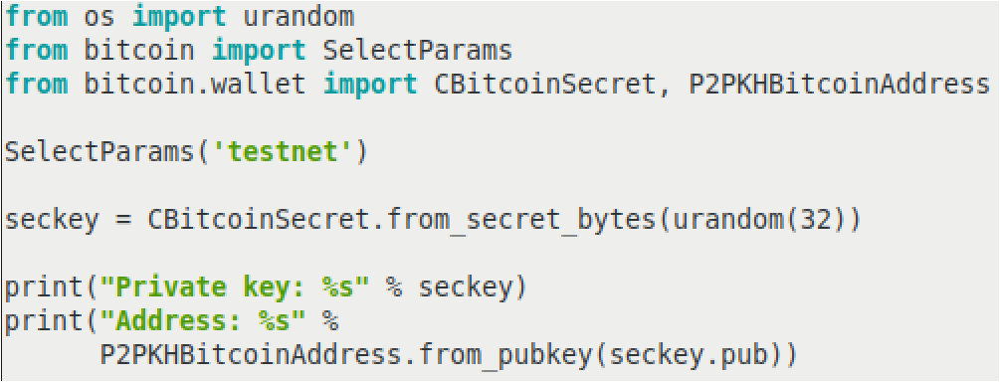 from os import urandom
from bitcoin import SelectParams
from bitcoin.wallet import CBitcoinSecret, P2PKHBitcoinAddress
SelectParams('testnet')
seckey = CBitcoinSecret.from_secret_bytes(urandom(32))
print("Private key: %s" % seckey)
print("Address: %s" %
      P2PKHBitcoinAddress.from_pubkey(seckey.pub))